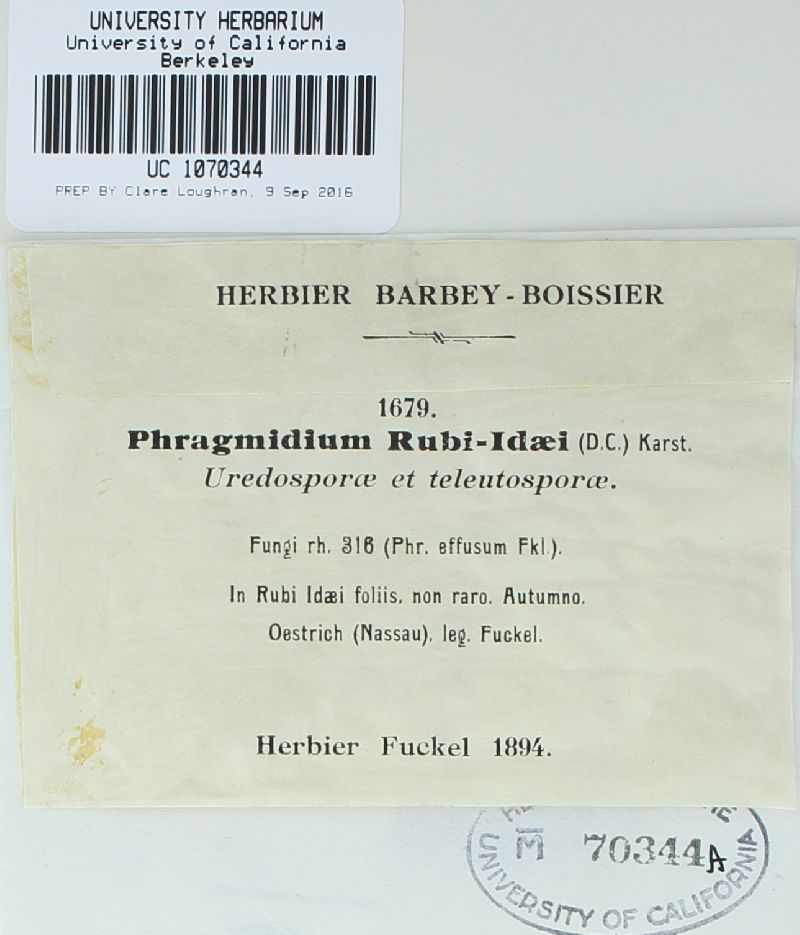 UNIVERSITY HERBARIUM
University of California
Berkeley
UC 1070344
PREP BY Clare Loughran, 9 Sep 2016
HERBIER BARBEY-BOISSIER
1679.
Phragmidium Rubi-Idæi (D.C.) Karst.
Uredosporæ et teleutosporæ.
Fungi rh. 316 (Phr. effusum Fkl.).
In Rubi Idæi foliis, non raro. Autumno.
Oestrich (Nassau), leg. Fuckel.
Herbier Fuckel 1894.
M 70344A
UNIVERSITY OF CALIFORNIA